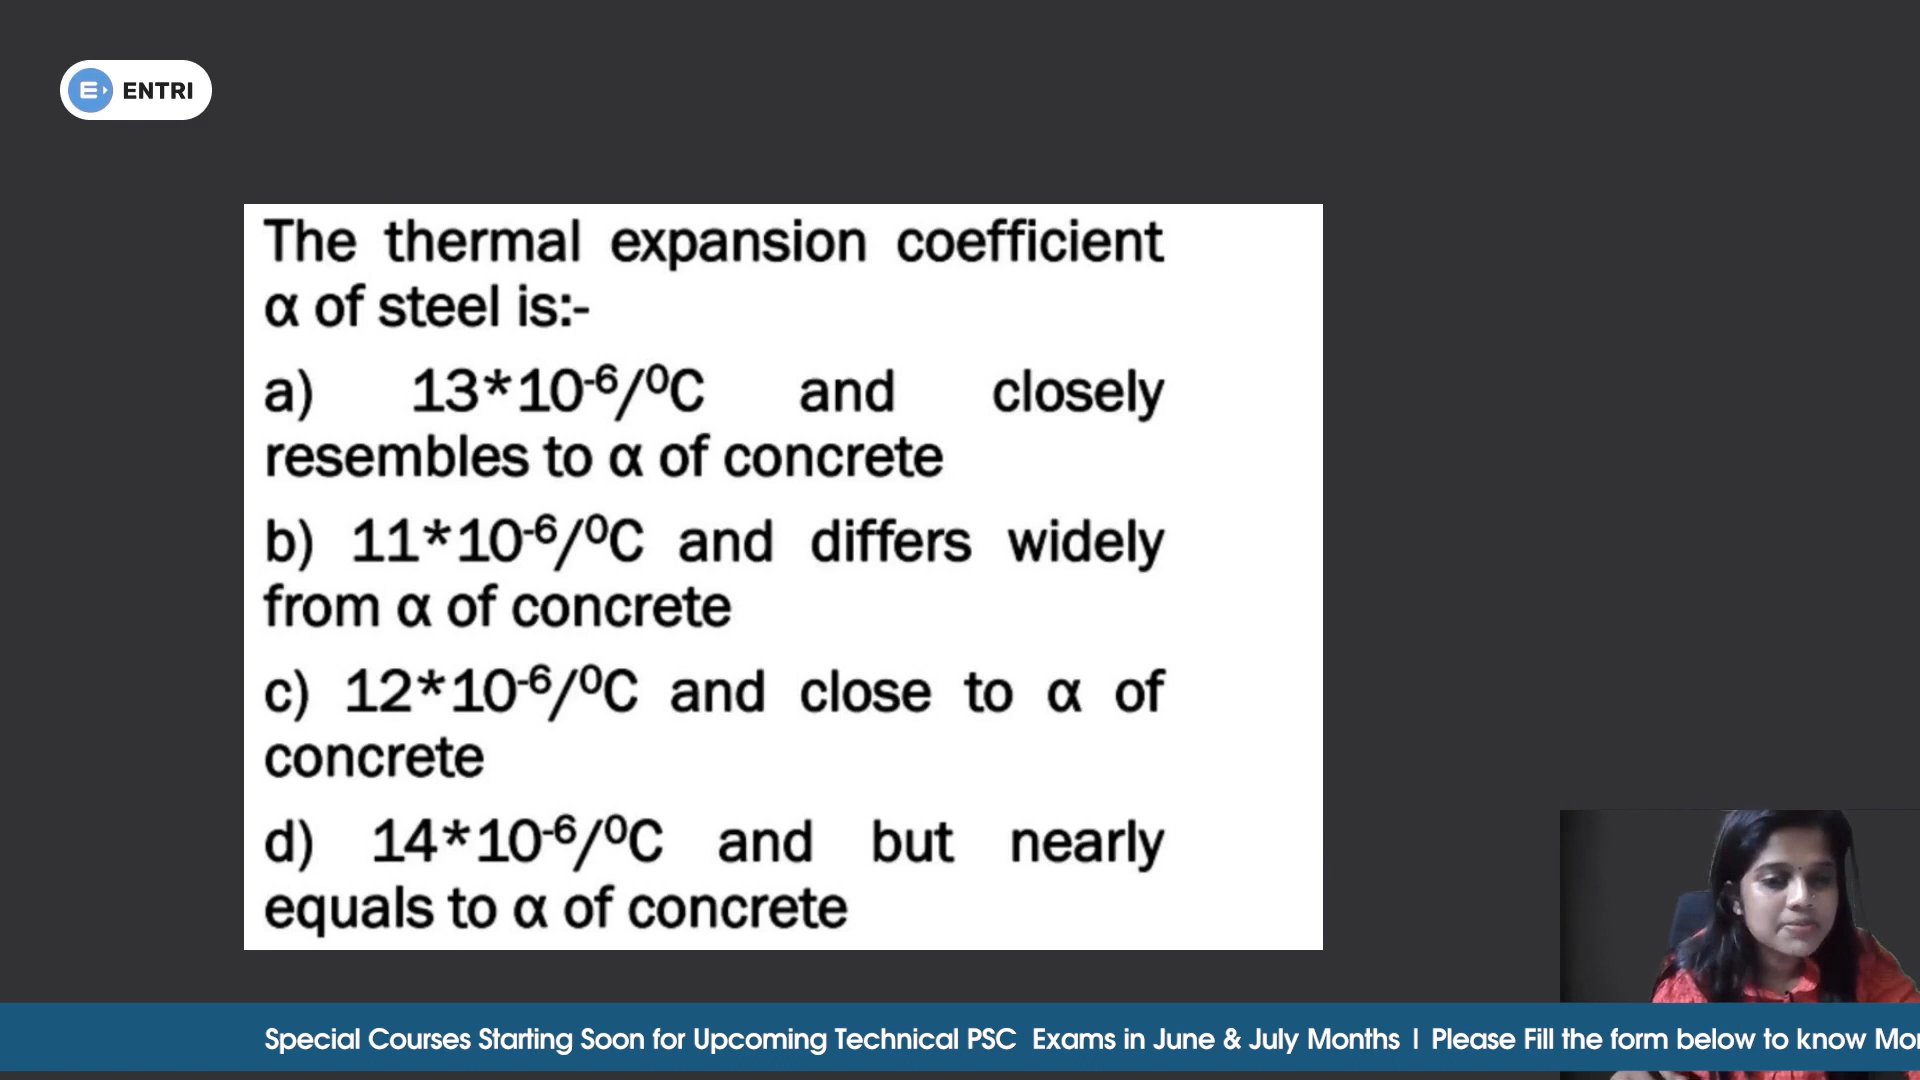 ENTRI
The thermal expansion coefficient
α of steel is:-
a) 13*10⁻⁶/⁰C and closely
resembles to α of concrete
b) 11*10⁻⁶/⁰C and differs widely
from α of concrete
c) 12*10⁻⁶/⁰C and close to α of
concrete
d) 14*10⁻⁶/⁰C and but nearly
equals to α of concrete
Special Courses Starting Soon for Upcoming Technical PSC Exams in June & July Months | Please Fill the form below to know